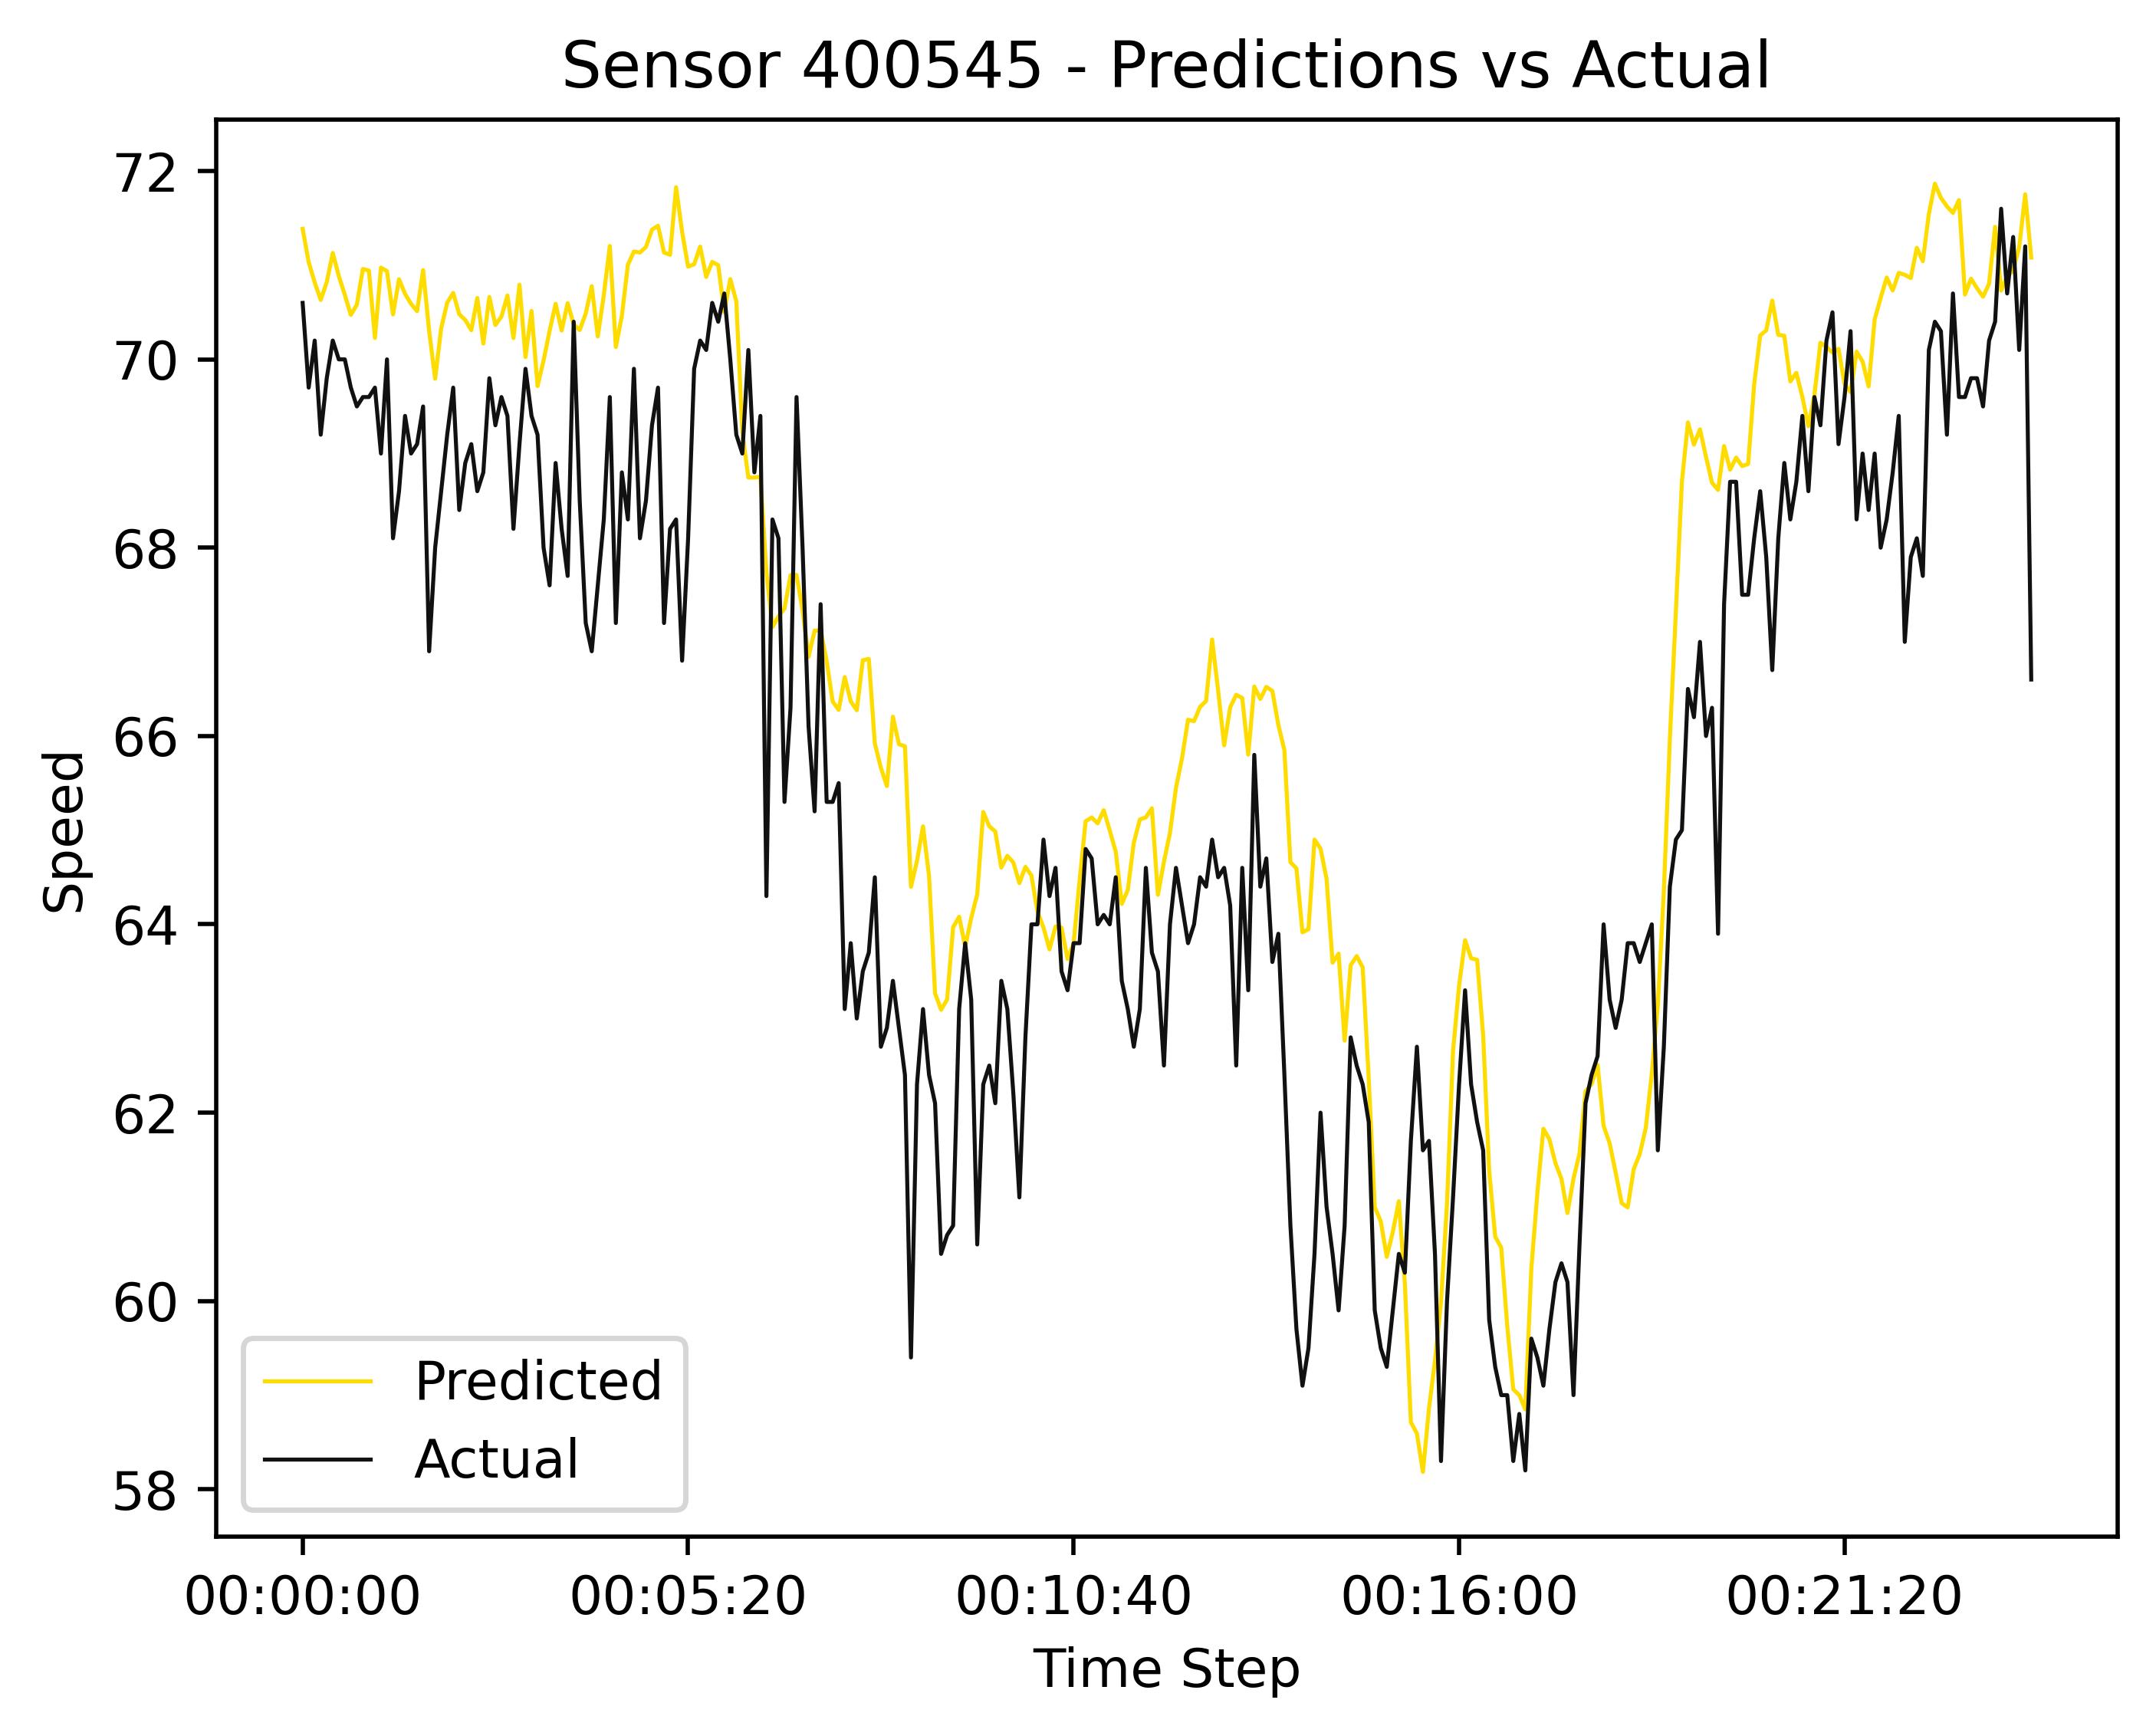 Sensor 400545 - Predictions vs Actual
72
70
68
66
64
62
60
58
Speed
Predicted
Actual
00:00:00 00:05:20 00:10:40 00:16:00 00:21:20
Time Step